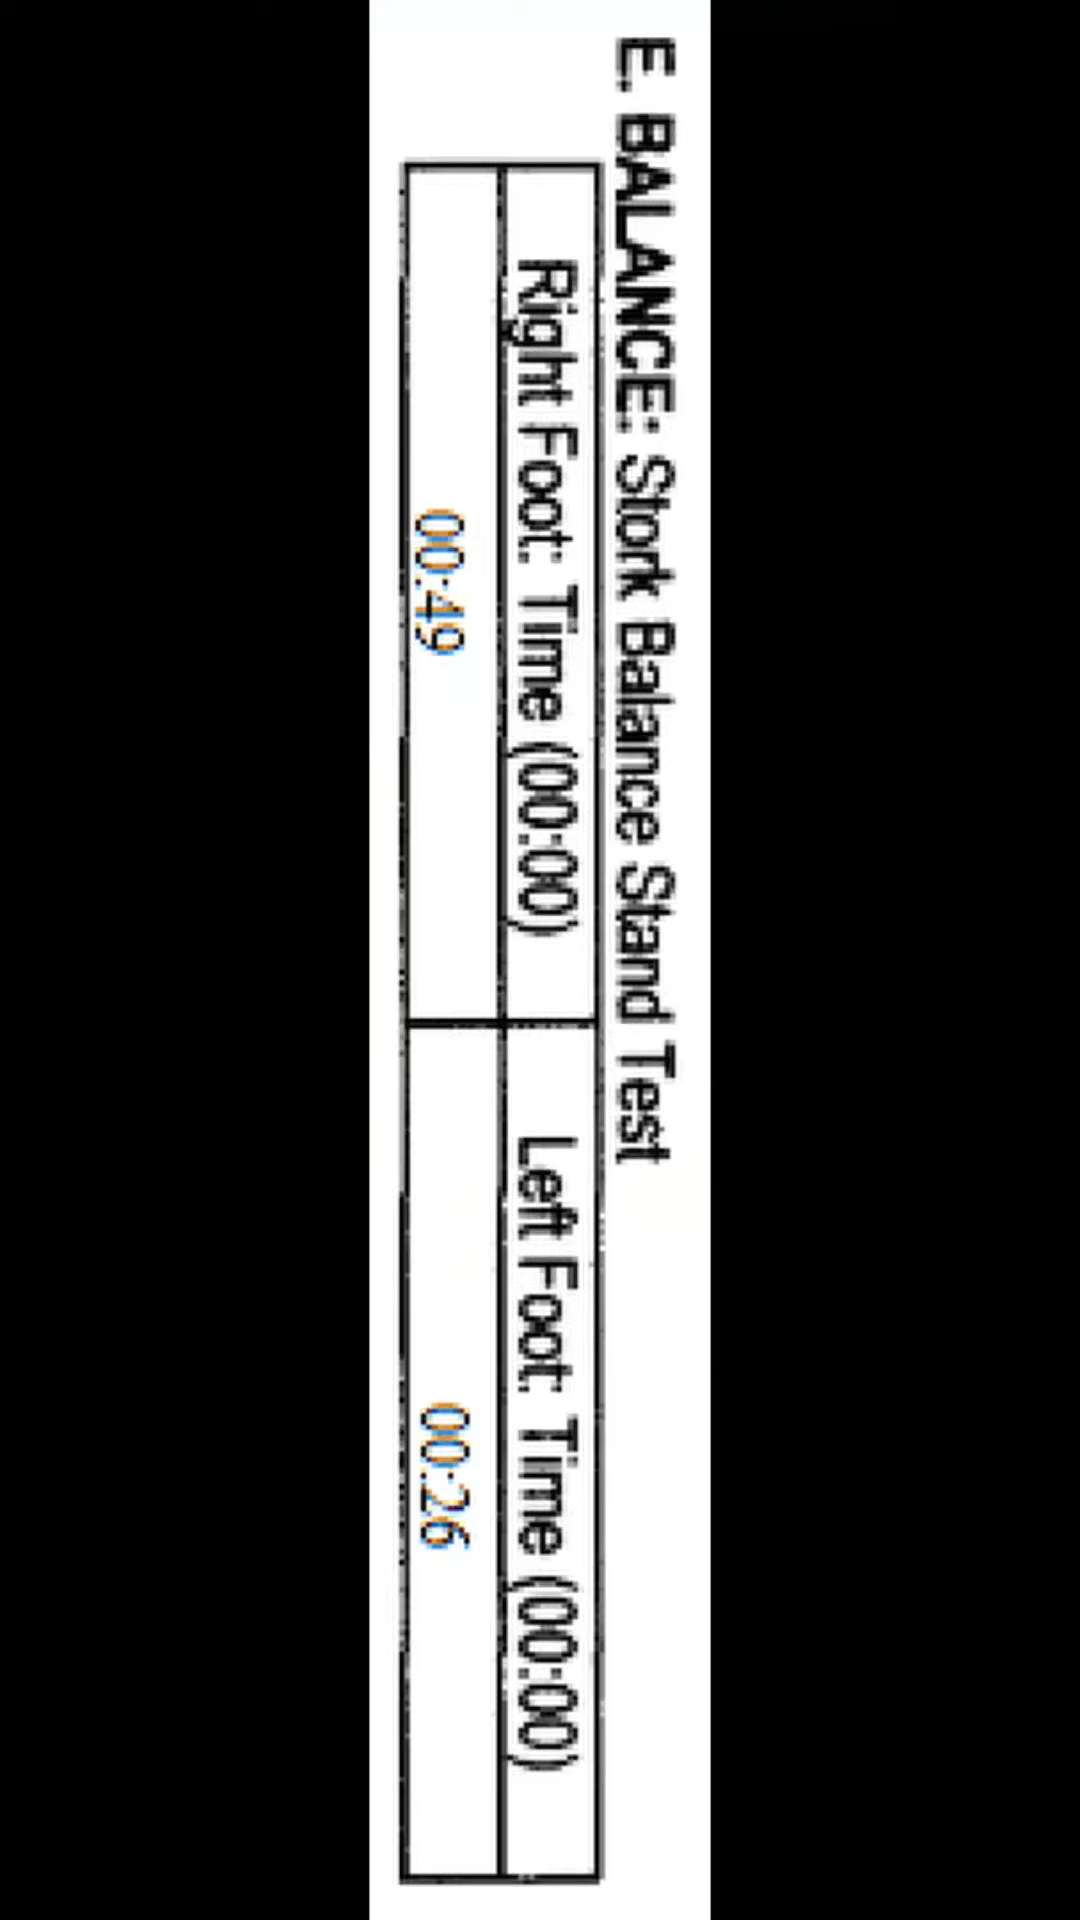 E. BALANCE: Stork Balance Stand Test
Right Foot: Time (00:00) Left Foot: Time (00:00)
00:49 00:26